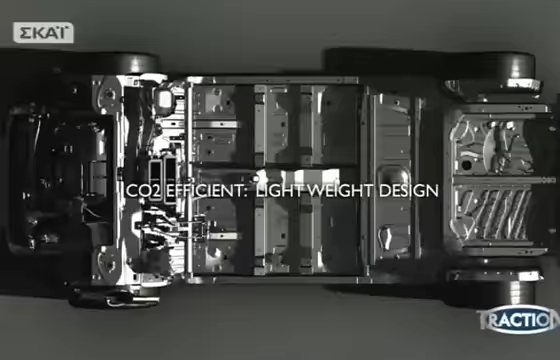 ΣΚΑΪ
CO2 EFFICIENT: LIGHT WEIGHT DESIGN
TRACTION